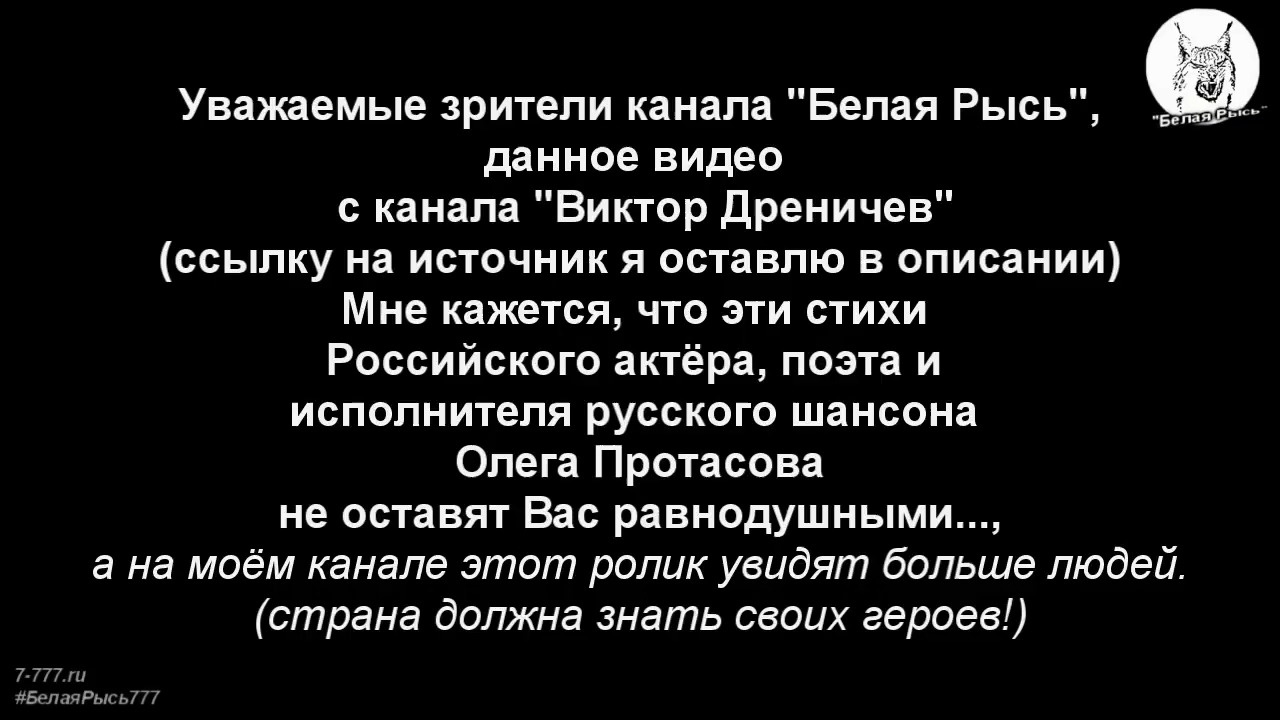 Уважаемые зрители канала "Белая Рысь",
данное видео
с канала "Виктор Дреничев"
(ссылку на источник я оставлю в описании)
Мне кажется, что эти стихи
Российского актёра, поэта и
исполнителя русского шансона
Олега Протасова
не оставят Вас равнодушными...,
а на моём канале этот ролик увидят больше людей.
(страна должна знать своих героев!)
"Белая Рысь"
7-777.ru
#БелаяРысь777